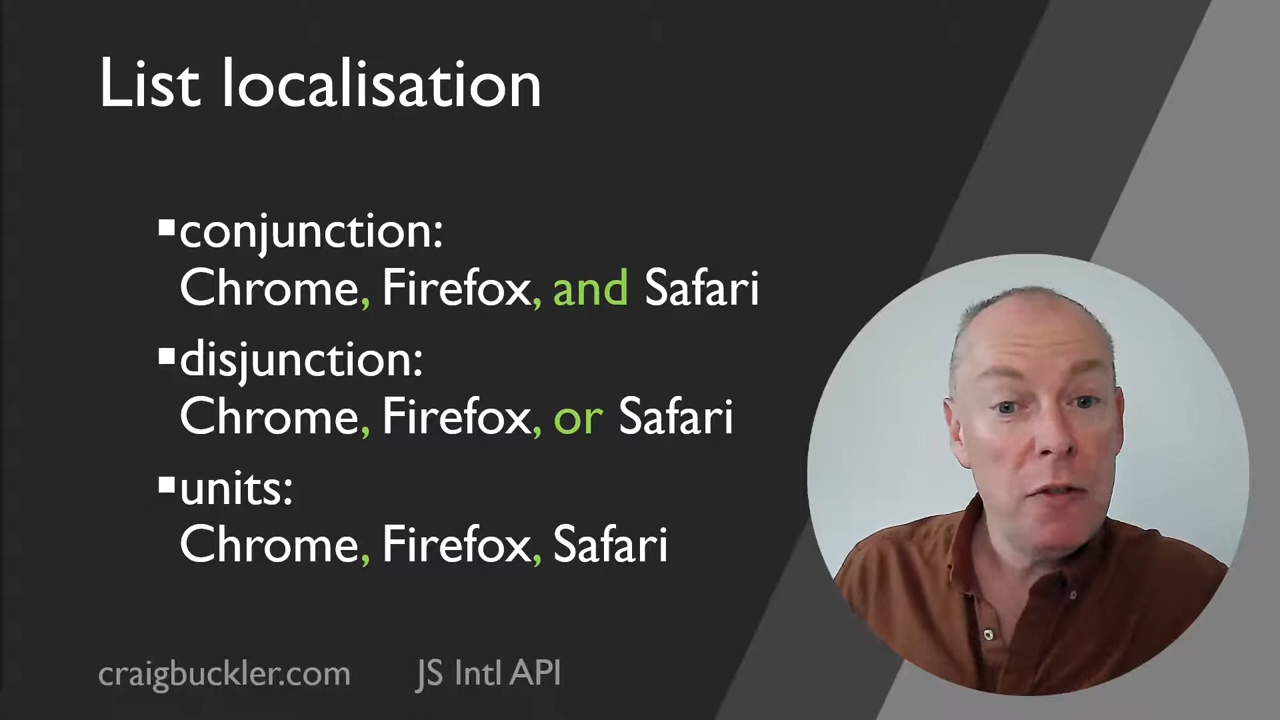 List localisation
▪conjunction:
Chrome, Firefox, and Safari
▪disjunction:
Chrome, Firefox, or Safari
▪units:
Chrome, Firefox, Safari
craigbuckler.com JS Intl API